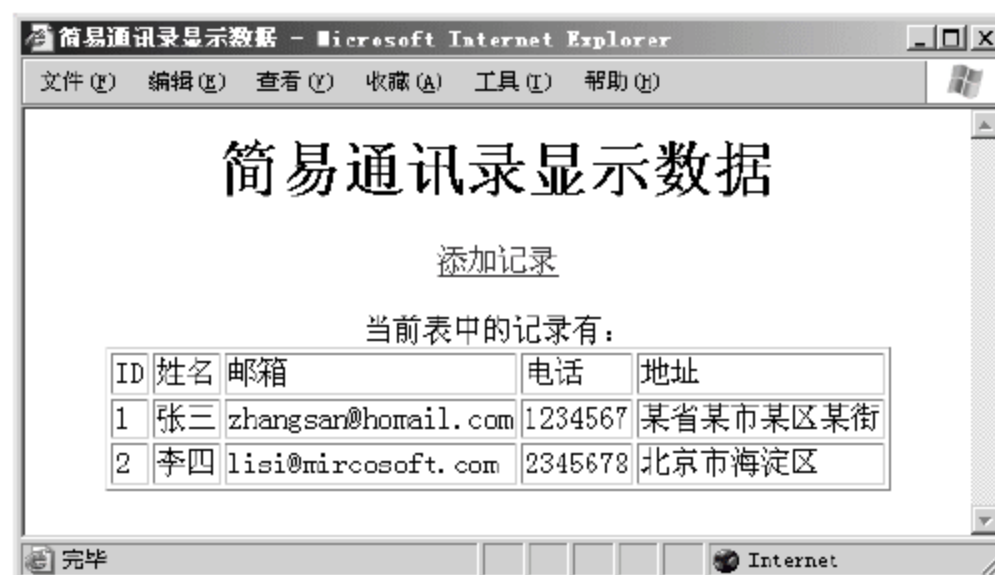 简易通讯录显示数据 - Microsoft Internet Explorer
文件(F) 编辑(E) 查看(V) 收藏(A) 工具(T) 帮助(H)
简易通讯录显示数据
添加记录
当前表中的记录有:
ID 姓名 邮箱 电话 地址
1 张三 zhangsan@homail.com 1234567 某省某市某区某街
2 李四 lisi@mircosoft.com 2345678 北京市海淀区
完毕 Internet